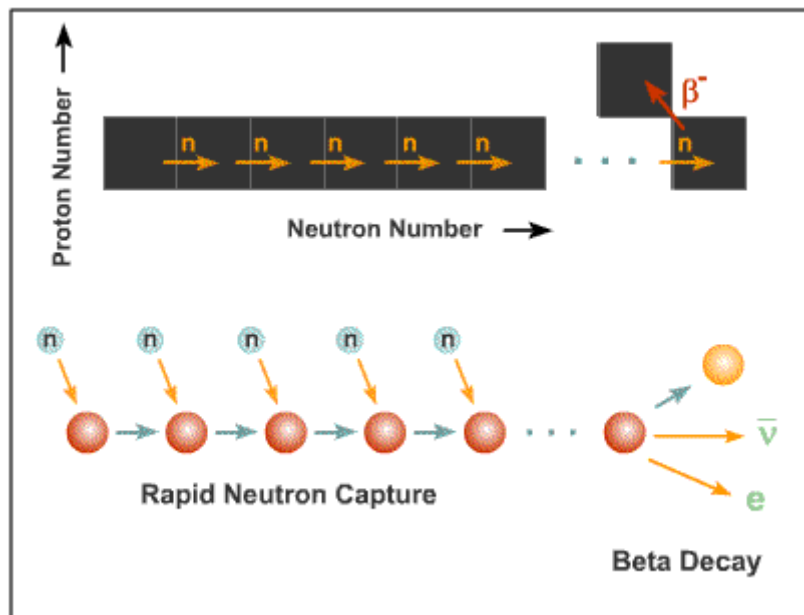 Proton Number
β⁻
n n n n n n
Neutron Number
n n n n n
ν̅
e
Rapid Neutron Capture
Beta Decay